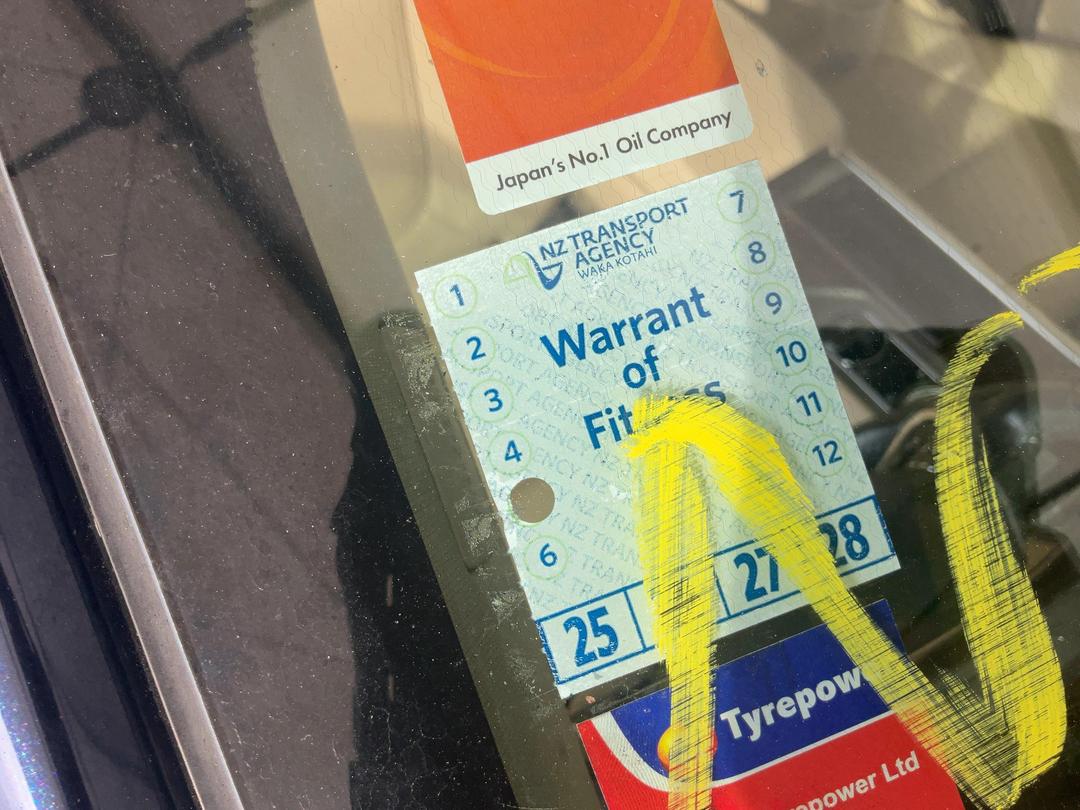 Japan's No.1 Oil Company
NZ TRANSPORT
AGENCY
WAKA KOTAHI
Warrant
of
1
2
3
4
6
7
8
9
10
11
12
25
27
28
Ltd